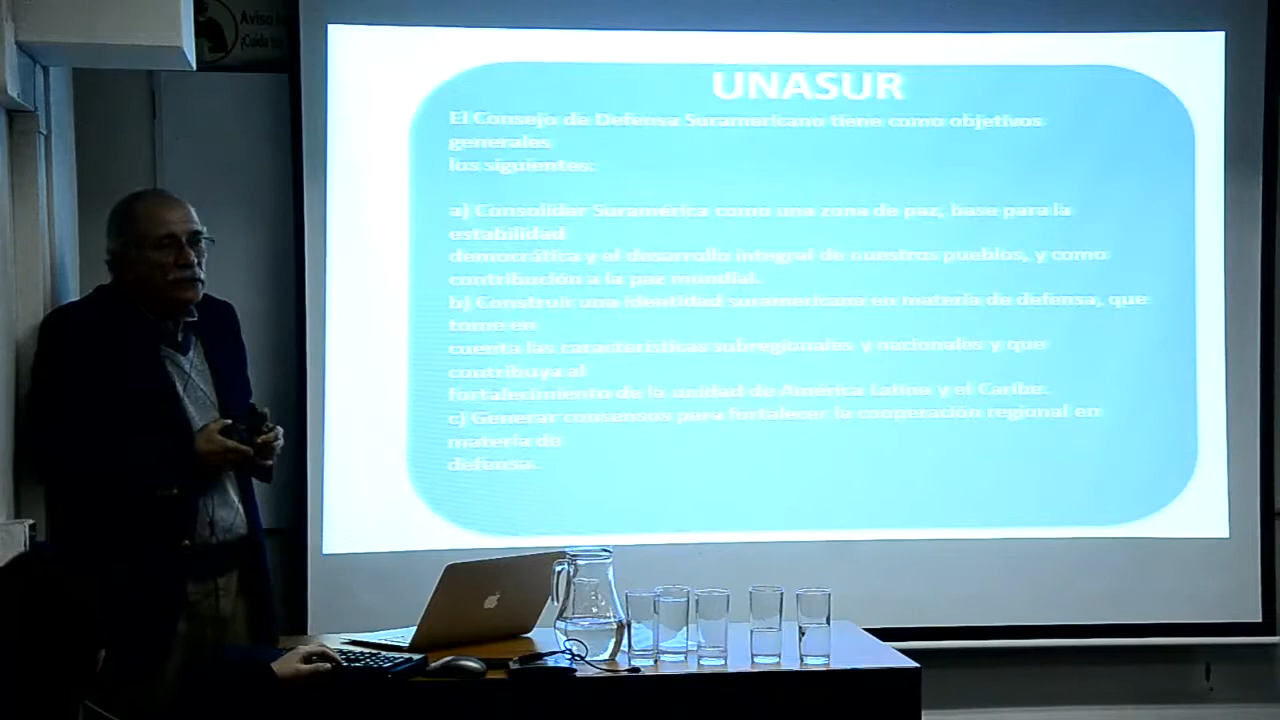 Aviso
¡Cuida
UNASUR
El Consejo de Defensa Suramericano tiene como objetivos
generales
los siguientes:
a) Consolidar Suramérica como una zona de paz, base para la
estabilidad
democrática y el desarrollo integral de nuestros pueblos, y como
contribución a la paz mundial.
b) Construir una identidad suramericana en materia de defensa, que
tome en
cuenta las características subregionales y nacionales y que
contribuya al
fortalecimiento de la unidad de América Latina y el Caribe.
c) Generar consensos para fortalecer la cooperación regional en
materia de
defensa.